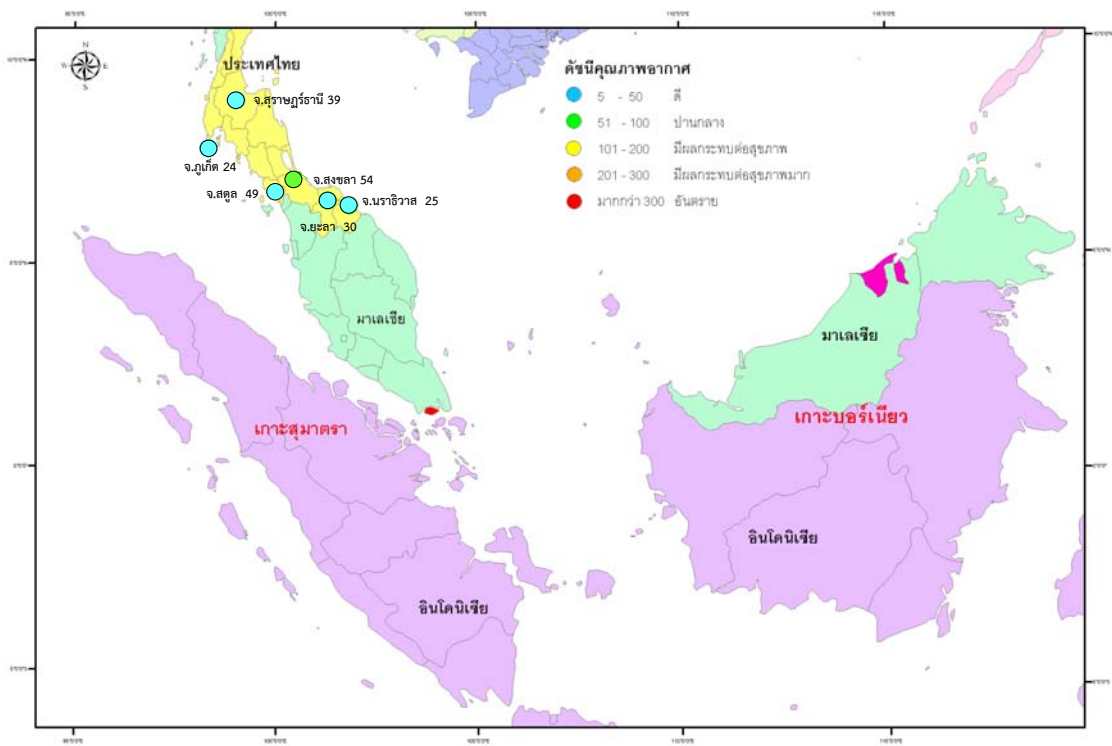 N
W E
S
ประเทศไทย
จ.สุราษฎร์ธานี 39
จ.ภูเก็ต 24
จ.สงขลา 54
จ.สตูล 49
จ.นราธิวาส 25
จ.ยะลา 30
ดัชนีคุณภาพอากาศ
5 - 50 ดี
51 - 100 ปานกลาง
101 - 200 มีผลกระทบต่อสุขภาพ
201 - 300 มีผลกระทบต่อสุขภาพมาก
มากกว่า 300 อันตราย
มาเลเซีย
มาเลเซีย
เกาะสุมาตรา
เกาะบอร์เนียว
อินโดนิเซีย
อินโดนิเซีย